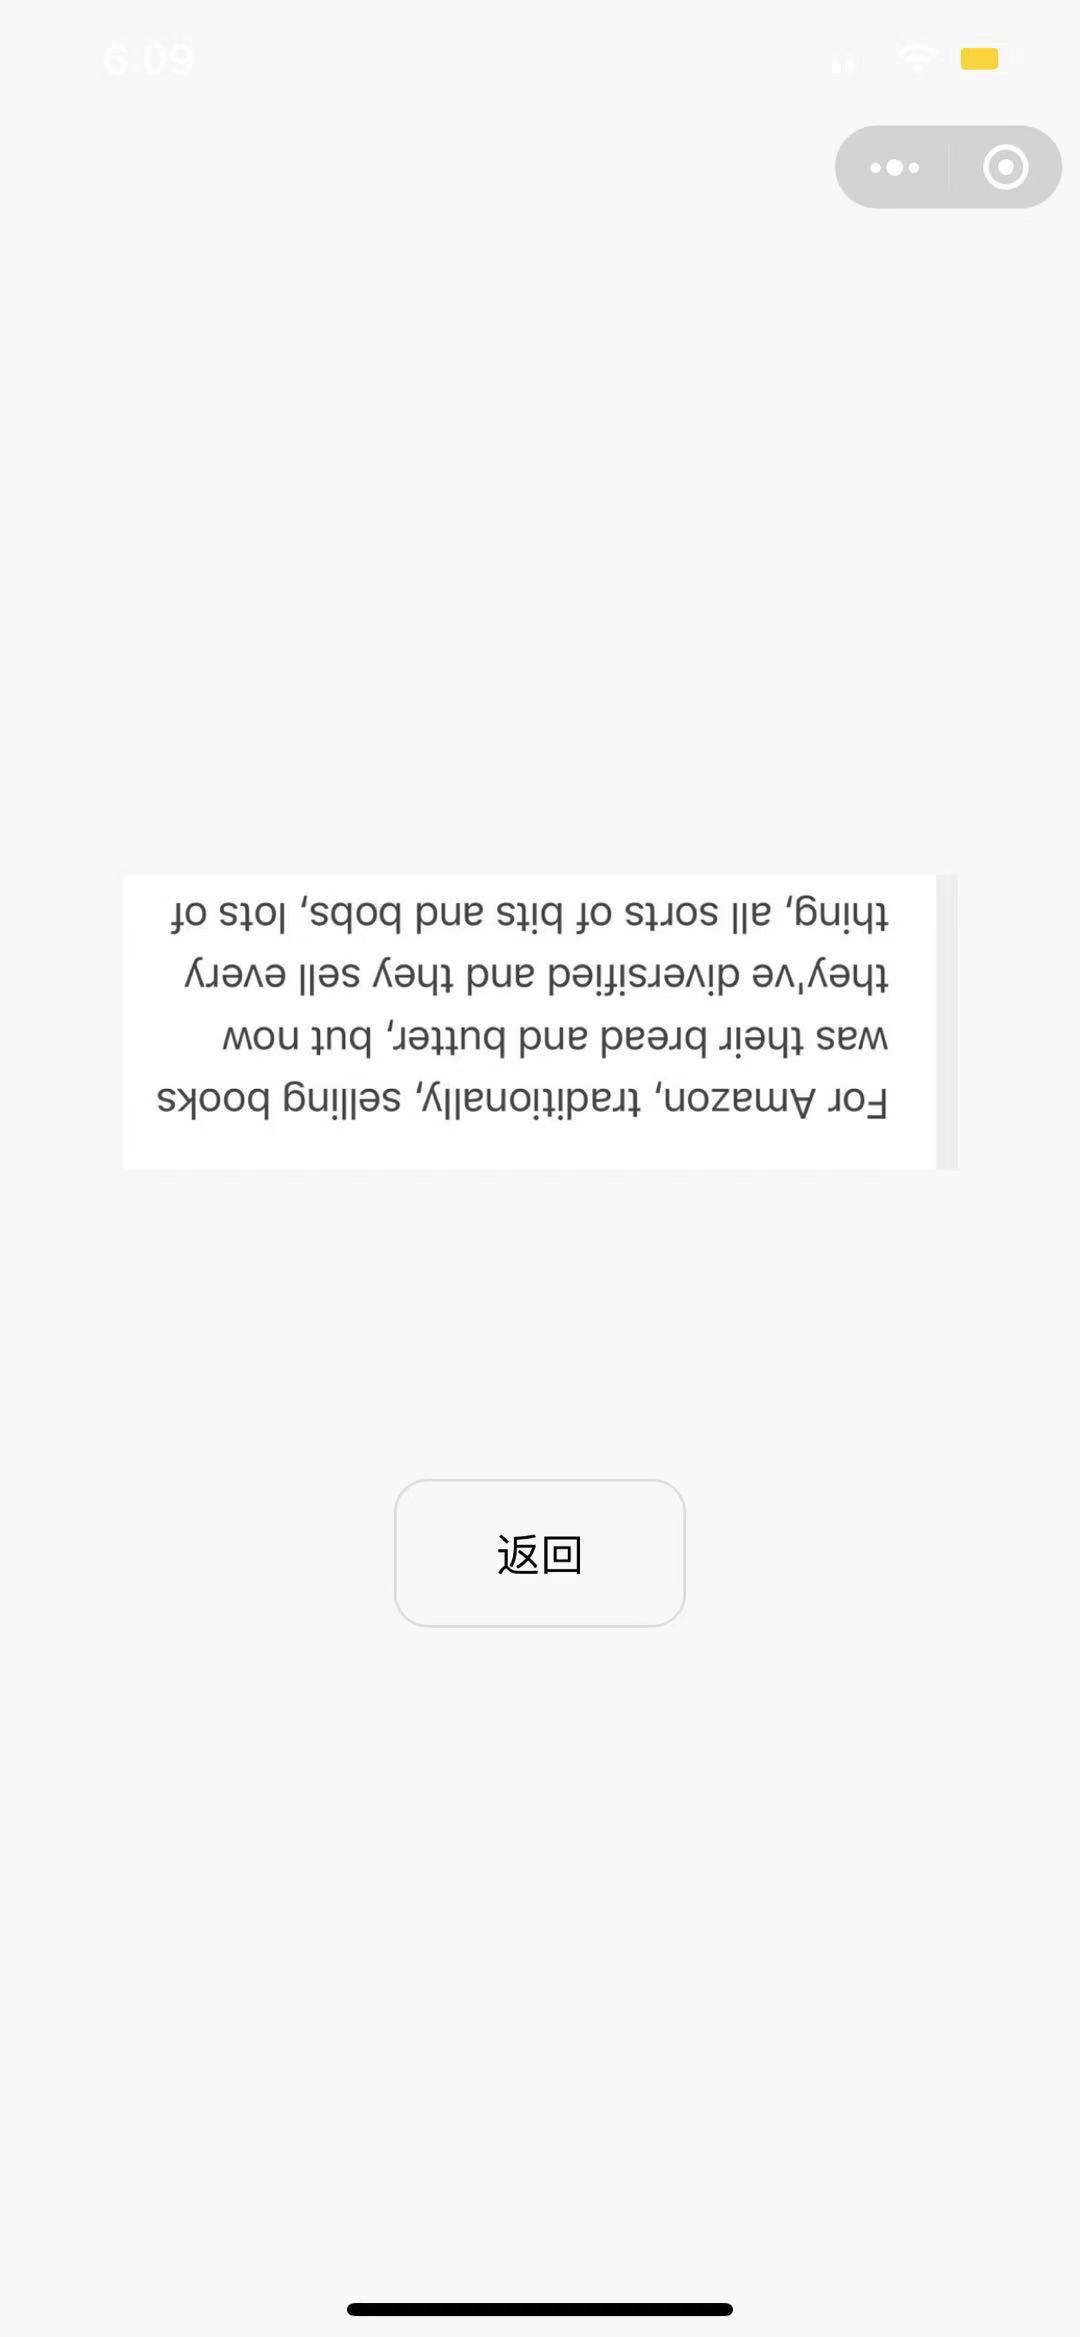 6:09
For Amazon, traditionally, selling books
was their bread and butter, but now
they've diversified and they sell every
thing, all sorts of bits and bobs, lots of
返回